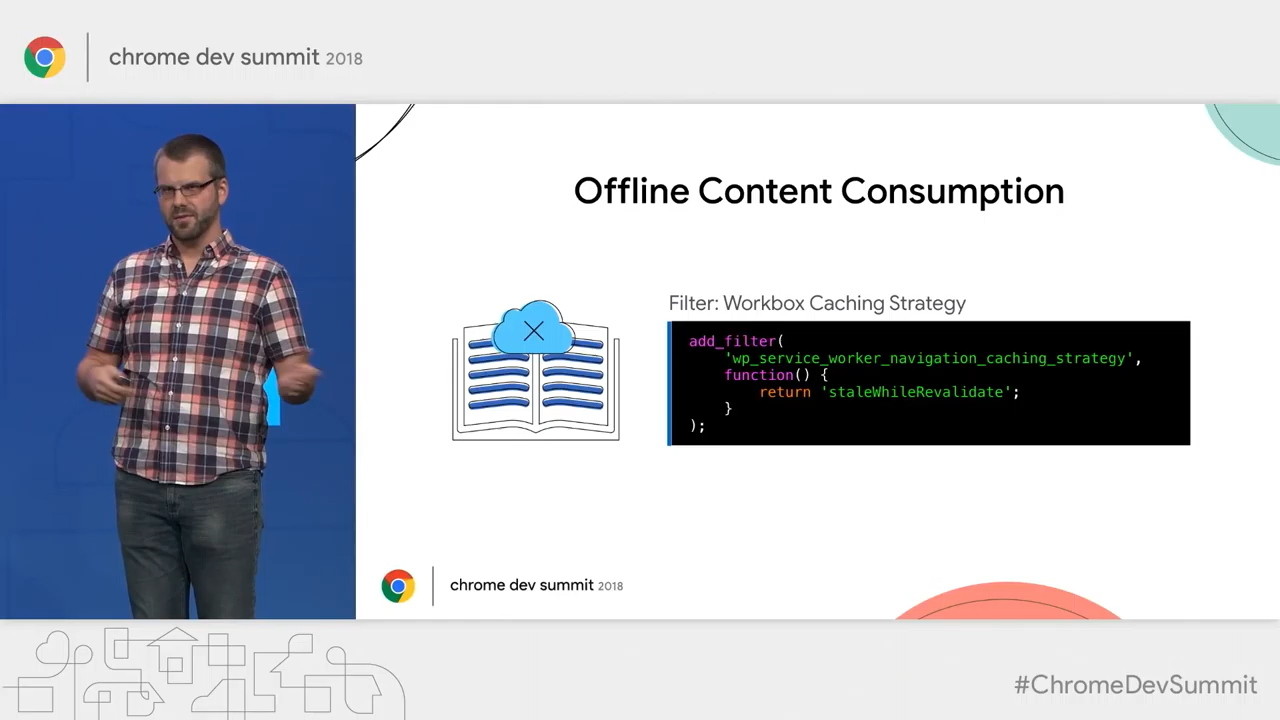 chrome dev summit 2018
Offline Content Consumption
Filter: Workbox Caching Strategy
add_filter(
'wp_service_worker_navigation_caching_strategy',
function() {
return 'staleWhileRevalidate';
}
);
chrome dev summit 2018
#ChromeDevSummit